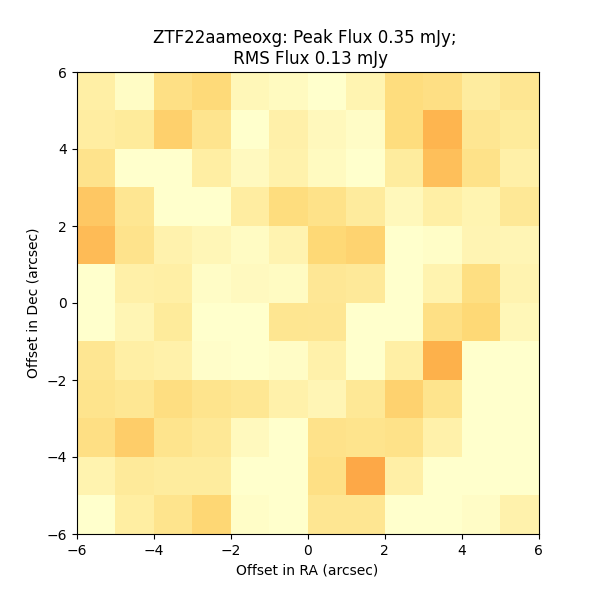 ZTF22aameoxg: Peak Flux 0.35 mJy;
RMS Flux 0.13 mJy
6
4
2
0
−2
−4
−6
Offset in Dec (arcsec)
−6 −4 −2 0 2 4 6
Offset in RA (arcsec)